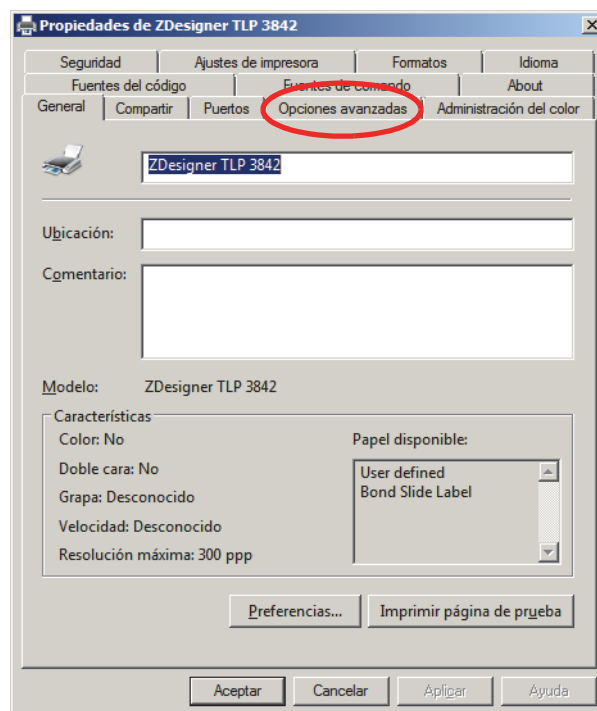 Propiedades de ZDesigner TLP 3842
Seguridad Ajustes de impresora Formatos Idioma
Fuentes del código Fuentes de comando About
General Compartir Puertos Opciones avanzadas Administración del color
ZDesigner TLP 3842
Ubicación:
Comentario:
Modelo: ZDesigner TLP 3842
Características
Color: No Papel disponible:
Doble cara: No User defined
Grapa: Desconocido Bond Slide Label
Velocidad: Desconocido
Resolución máxima: 300 ppp
Preferencias... Imprimir página de prueba
Aceptar Cancelar Aplicar Ayuda